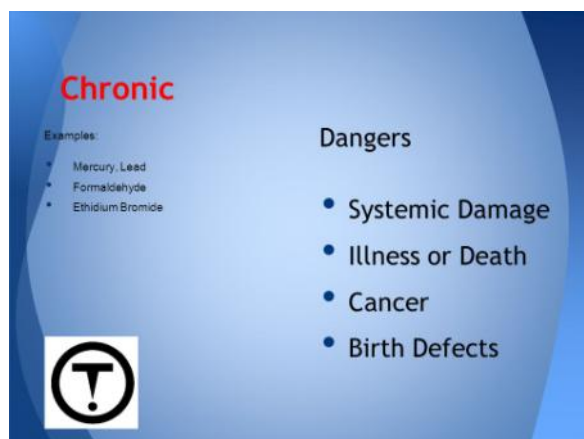 Chronic
Examples:
Mercury, Lead
Formaldehyde
Ethidium Bromide
Dangers
Systemic Damage
Illness or Death
Cancer
Birth Defects
T